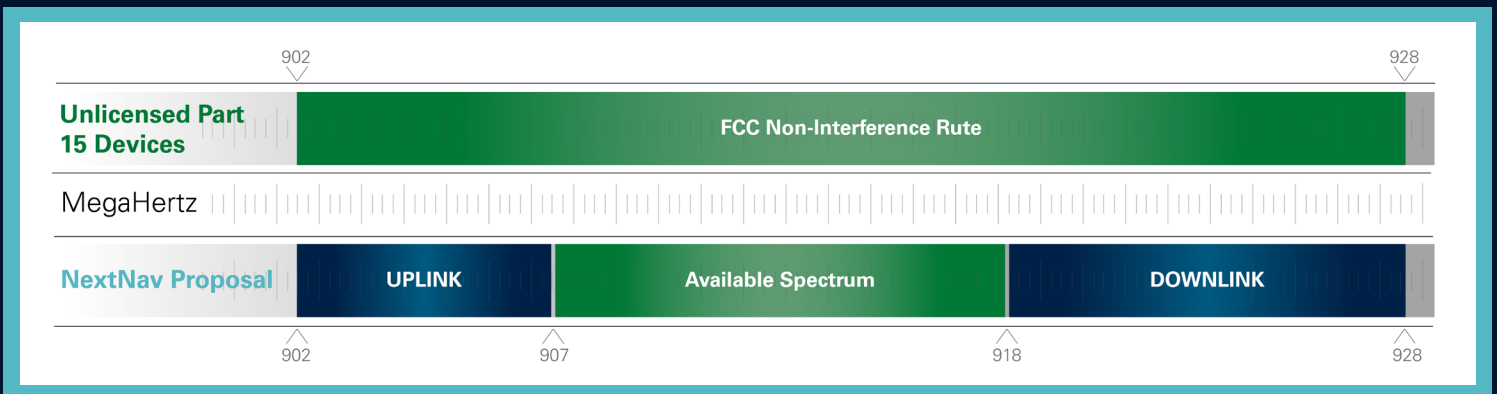 902
928
Unlicensed Part
15 Devices
FCC Non-Interference Rute
MegaHertz
NextNav Proposal
UPLINK
Available Spectrum
DOWNLINK
902
907
918
928